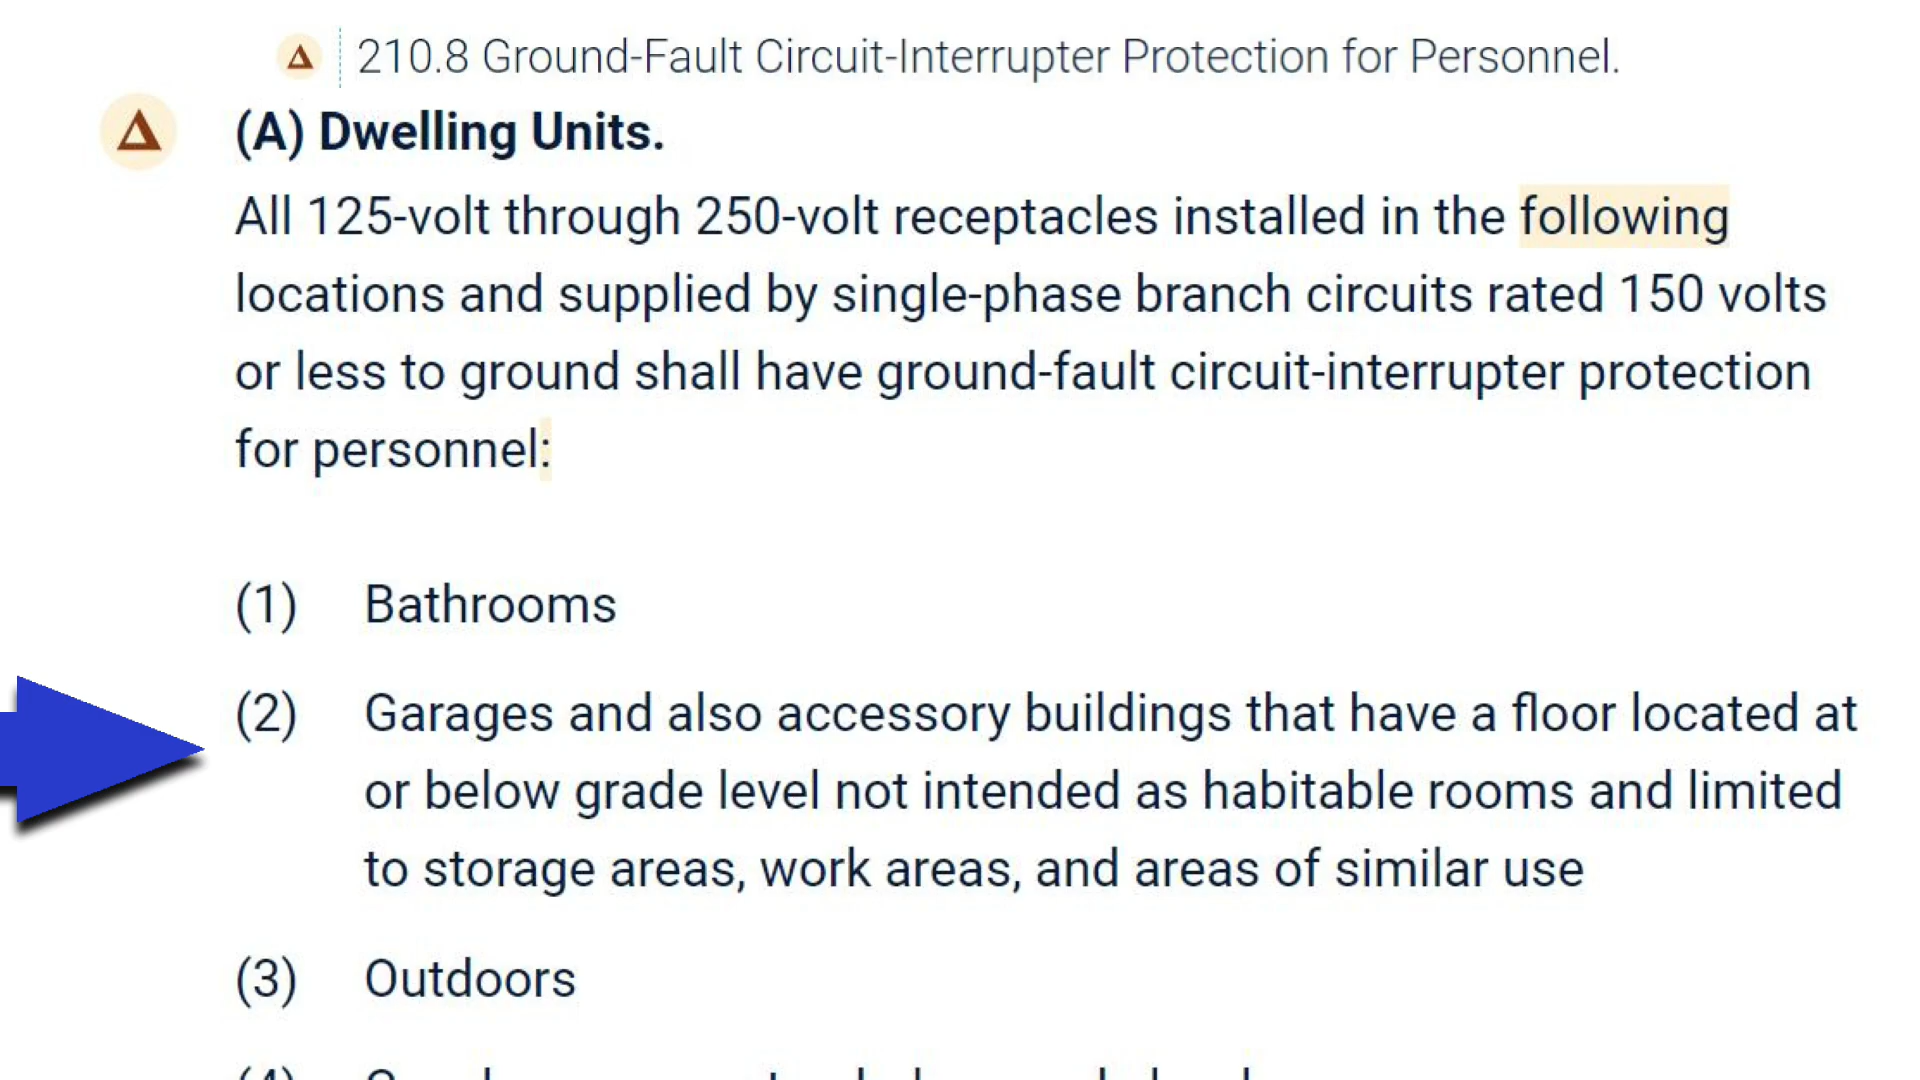 210.8 Ground-Fault Circuit-Interrupter Protection for Personnel.
(A) Dwelling Units.
All 125-volt through 250-volt receptacles installed in the following
locations and supplied by single-phase branch circuits rated 150 volts
or less to ground shall have ground-fault circuit-interrupter protection
for personnel:
(1) Bathrooms
(2) Garages and also accessory buildings that have a floor located at
or below grade level not intended as habitable rooms and limited
to storage areas, work areas, and areas of similar use
(3) Outdoors